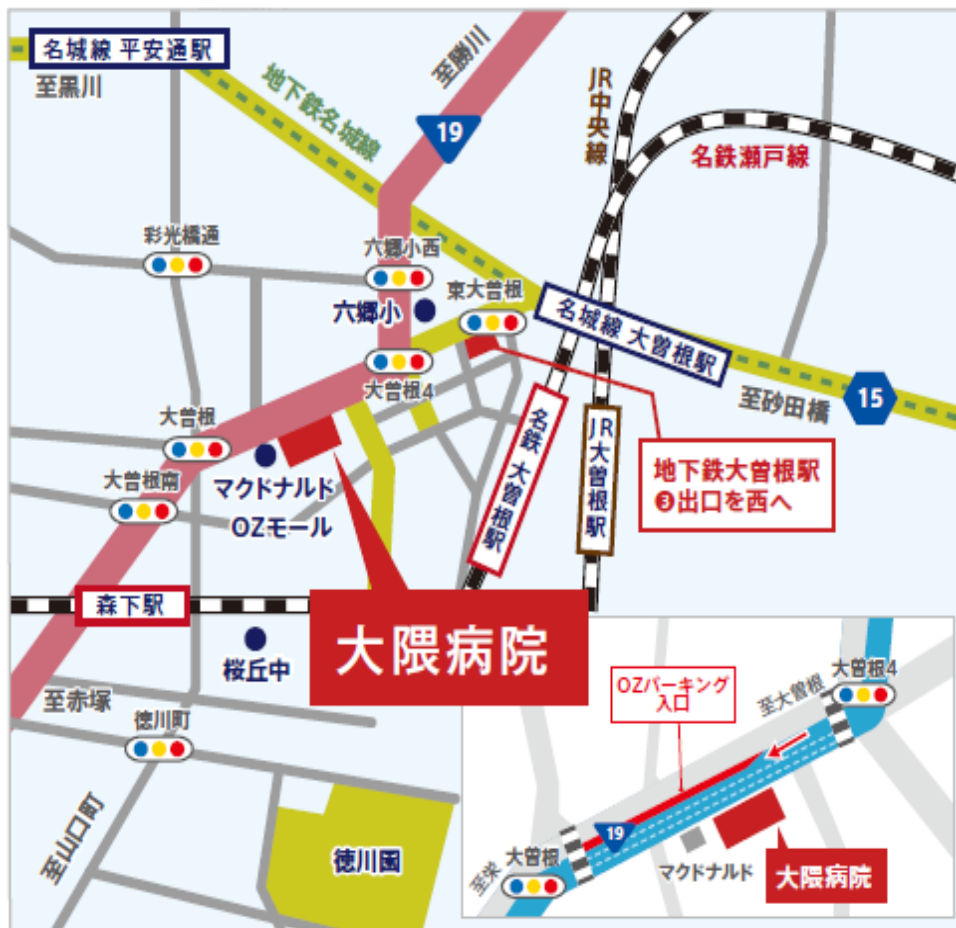 名城線 平安通駅
至黒川
地下鉄名城線
至勝川
19
JR中央線
名鉄瀬戸線
彩光橋通
六郷小西
六郷小
東大曽根
名城線 大曽根駅
大曽根4
至砂田橋
15
大曽根
マクドナルド
大曽根南
OZモール
名鉄 大曽根駅
JR大曽根駅
地下鉄大曽根駅
❸出口を西へ
森下駅
大隈病院
桜丘中
至赤塚
徳川町
至山口町
徳川園
OZパーキング
入口
至大曽根
大曽根4
19
至栄
大曽根
マクドナルド
大隈病院